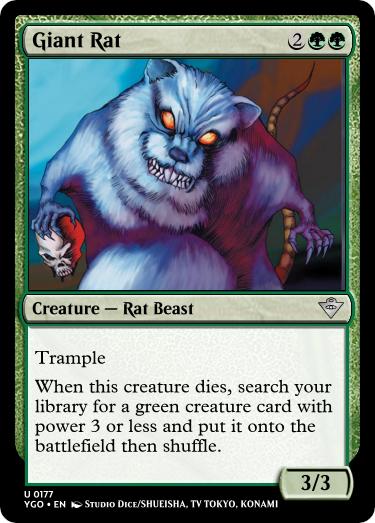 Giant Rat 2
Creature — Rat Beast
Trample
When this creature dies, search your
library for a green creature card with
power 3 or less and put it onto the
battlefield then shuffle.
3/3
U 0177
YGO • EN Studio Dice/SHUEISHA, TV TOKYO, KONAMI